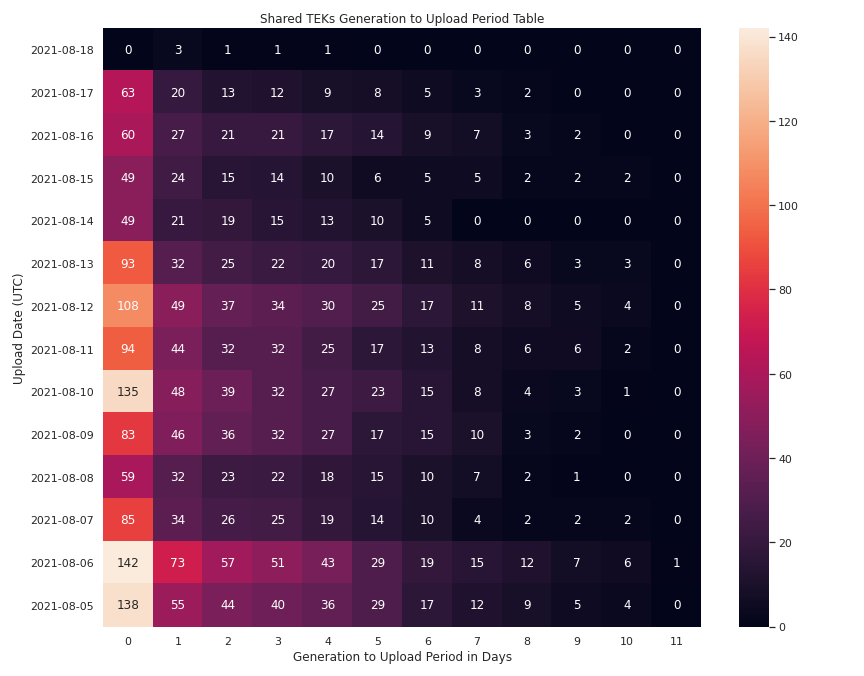 Shared TEKs Generation to Upload Period Table
Upload Date (UTC)
2021-08-18 0 3 1 1 1 0 0 0 0 0 0 0
2021-08-17 63 20 13 12 9 8 5 3 2 0 0 0
2021-08-16 60 27 21 21 17 14 9 7 3 2 0 0
2021-08-15 49 24 15 14 10 6 5 5 2 2 2 0
2021-08-14 49 21 19 15 13 10 5 0 0 0 0 0
2021-08-13 93 32 25 22 20 17 11 8 6 3 3 0
2021-08-12 108 49 37 34 30 25 17 11 8 5 4 0
2021-08-11 94 44 32 32 25 17 13 8 6 6 2 0
2021-08-10 135 48 39 32 27 23 15 8 4 3 1 0
2021-08-09 83 46 36 32 27 17 15 10 3 2 0 0
2021-08-08 59 32 23 22 18 15 10 7 2 1 0 0
2021-08-07 85 34 26 25 19 14 10 4 2 2 2 0
2021-08-06 142 73 57 51 43 29 19 15 12 7 6 1
2021-08-05 138 55 44 40 36 29 17 12 9 5 4 0
0 1 2 3 4 5 6 7 8 9 10 11
Generation to Upload Period in Days
140
120
100
80
60
40
20
0